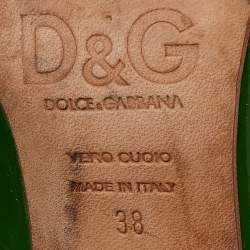 D&G
DOLCE & GABBANA
VERO CUOIO
MADE IN ITALY
38